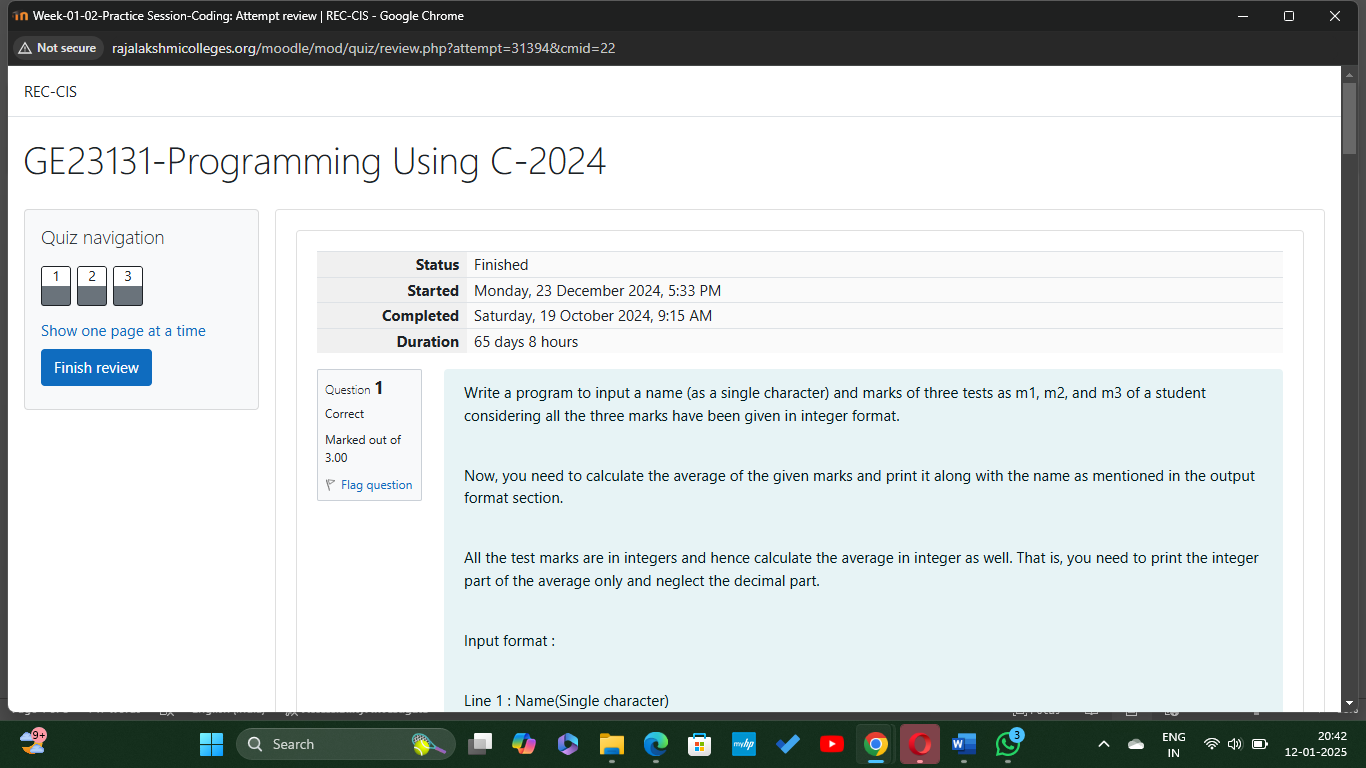 Week-01-02-Practice Session-Coding: Attempt review | REC-CIS - Google Chrome
Not secure rajalakshmicolleges.org/moodle/mod/quiz/review.php?attempt=31394&cmid=22
REC-CIS
GE23131-Programming Using C-2024
Quiz navigation
1 2 3
Show one page at a time
Finish review
Status Finished
Started Monday, 23 December 2024, 5:33 PM
Completed Saturday, 19 October 2024, 9:15 AM
Duration 65 days 8 hours
Question 1
Correct
Marked out of
3.00
Flag question
Write a program to input a name (as a single character) and marks of three tests as m1, m2, and m3 of a student
considering all the three marks have been given in integer format.
Now, you need to calculate the average of the given marks and print it along with the name as mentioned in the output
format section.
All the test marks are in integers and hence calculate the average in integer as well. That is, you need to print the integer
part of the average only and neglect the decimal part.
Input format :
Line 1 : Name(Single character)
9+
Search
myhp
3
ENG
IN
20:42
12-01-2025